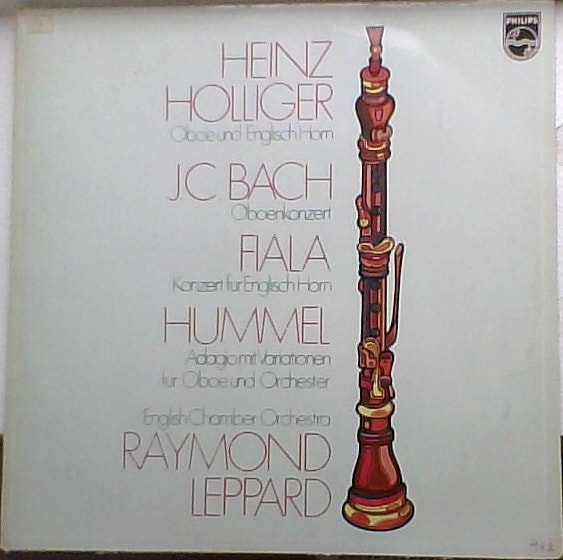 PHILIPS
HEINZ
HOLLIGER
Oboe und Englisch Horn
J.C. BACH
Oboenkonzert
FIALA
Konzert für Englisch Horn
HUMMEL
Adagio mit Variationen
für Oboe und Orchester
English Chamber Orchestra
RAYMOND
LEPPARD